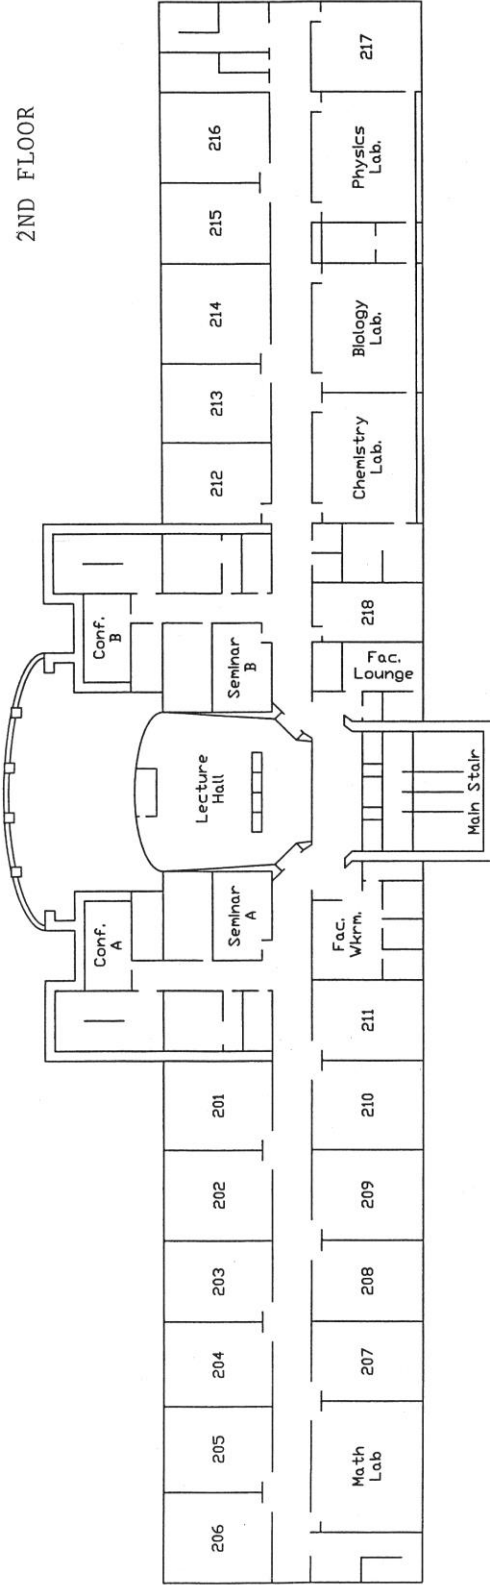 2ND FLOOR
Conf.
A
Conf.
B
206
205
204
203
202
201
Seminar
A
Lecture
Hall
Seminar
B
212
213
214
215
216
Math
Lab
207
208
209
210
211
Fac.
Wkrm.
Main Stair
Fac.
Lounge
218
Chemistry
Lab.
Biology
Lab.
Physics
Lab.
217